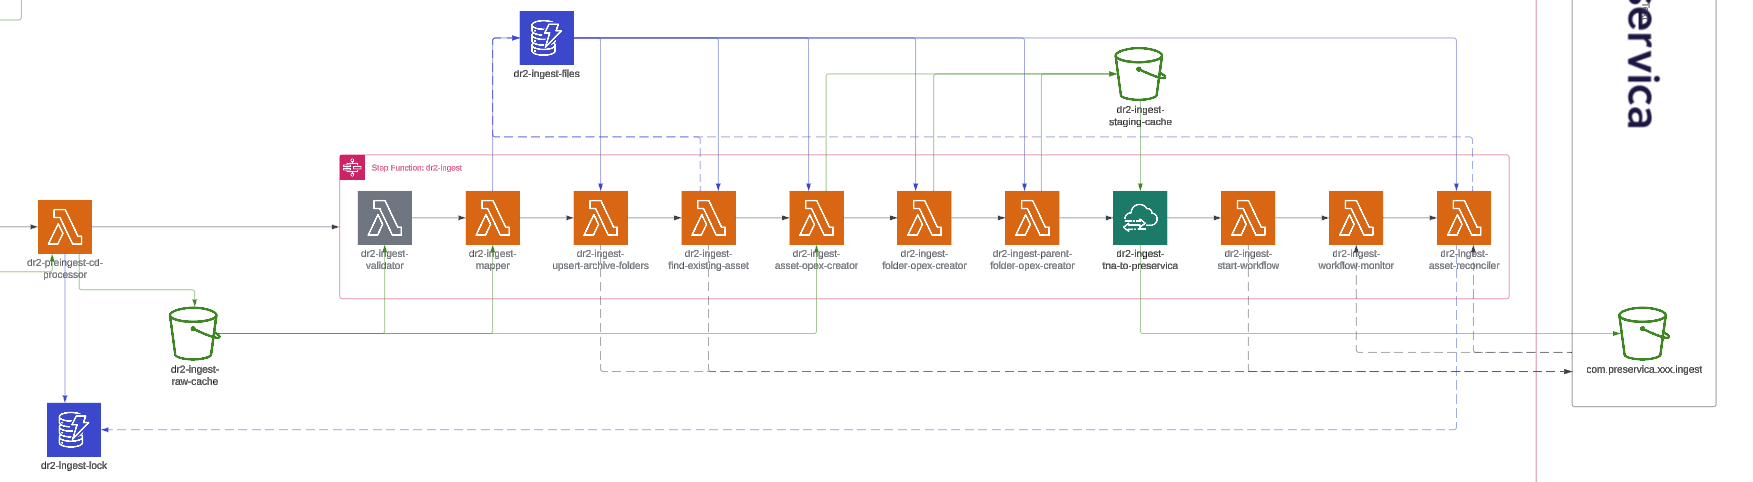 ervica
dr2-ingest-files
dr2-ingest-
staging-cache
Step Function: dr2-ingest
dr2-preingest-cd-
processor
dr2-ingest-
validator
dr2-ingest-
mapper
dr2-ingest-
upsert-archive-folders
dr2-ingest-
find-existing-asset
dr2-ingest-
asset-opex-creator
dr2-ingest-
folder-opex-creator
dr2-ingest-parent-
folder-opex-creator
dr2-ingest-
tna-to-preservica
dr2-ingest-
start-workflow
dr2-ingest-
workflow-monitor
dr2-ingest-
asset-reconciler
dr2-ingest-
raw-cache
com.preservica.xxx.ingest
dr2-ingest-lock